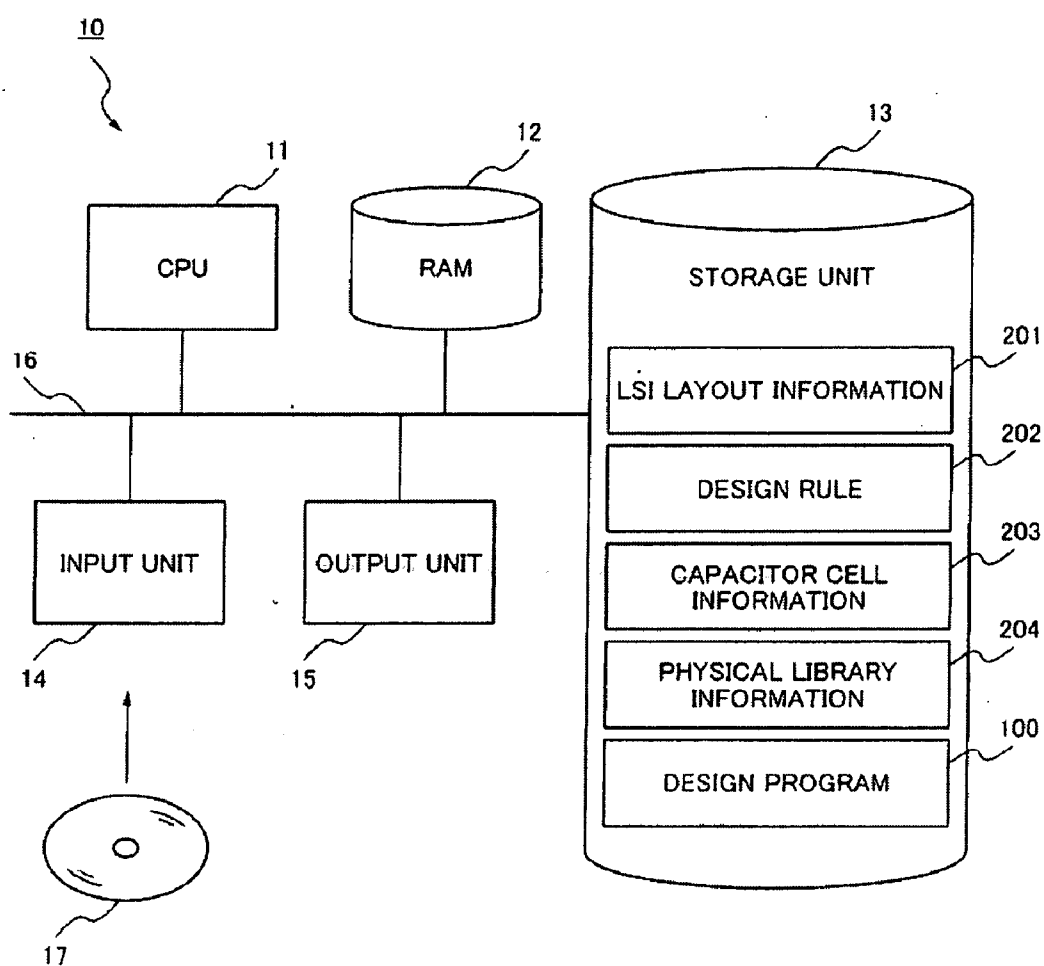 10
11
12
13
CPU
RAM
STORAGE UNIT
16
201
LSI LAYOUT INFORMATION
202
DESIGN RULE
INPUT UNIT
OUTPUT UNIT
203
CAPACITOR CELL
INFORMATION
14
15
204
PHYSICAL LIBRARY
INFORMATION
100
DESIGN PROGRAM
17